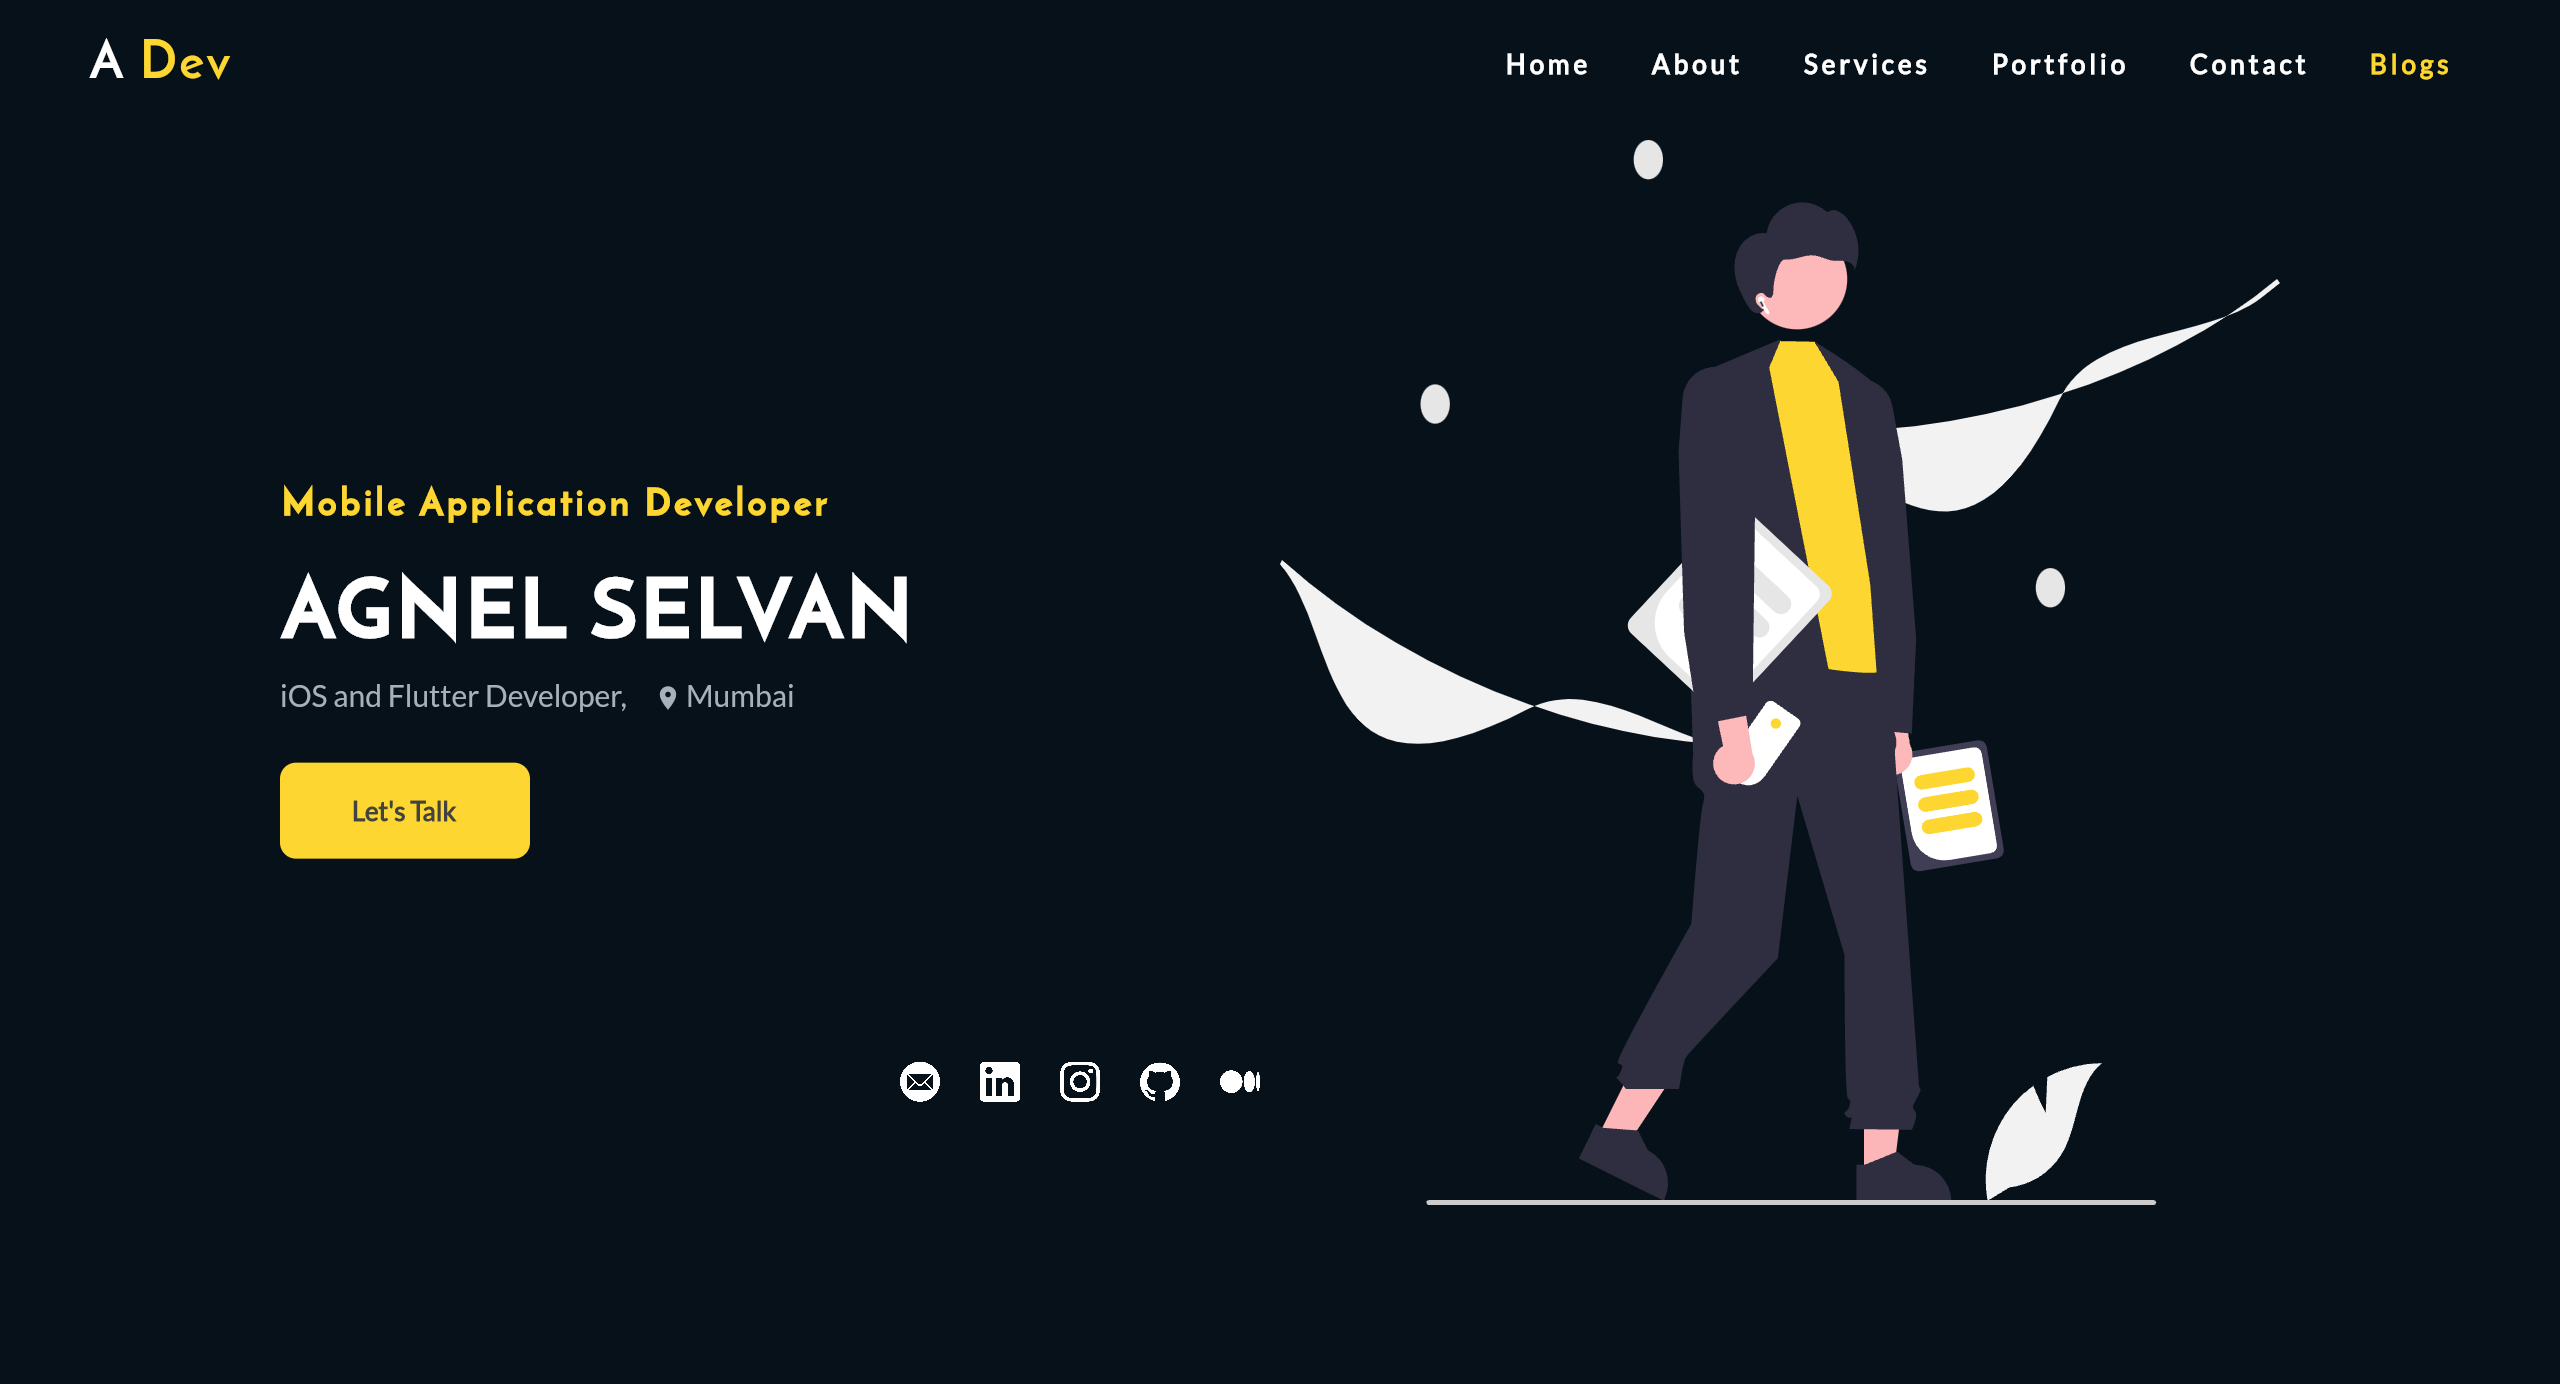 A Dev
Home About Services Portfolio Contact Blogs
Mobile Application Developer
AGNEL SELVAN
iOS and Flutter Developer, Mumbai
Let's Talk
in